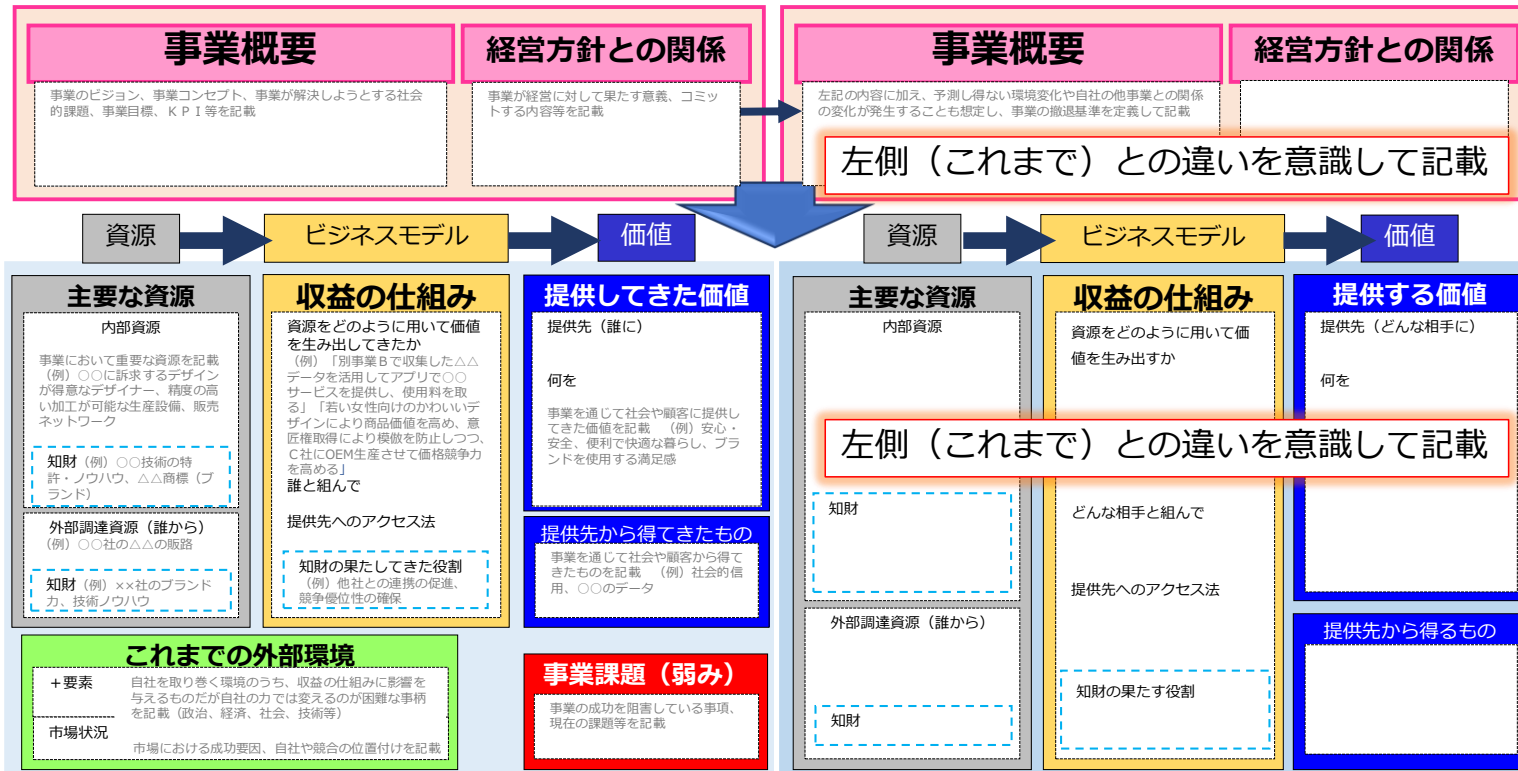 事業概要
経営方針との関係
事業のビジョン、事業コンセプト、事業が解決しようとする社会
的課題、事業目標、ＫＰＩ等を記載
事業が経営に対して果たす意義、コミッ
トする内容等を記載
事業概要
経営方針との関係
左記の内容に加え、予測し得ない環境変化や自社の他事業との関係
の変化が発生することも想定し、事業の撤退基準を定義して記載
左側（これまで）との違いを意識して記載
資源
ビジネスモデル
価値
主要な資源
内部資源
事業において重要な資源を記載
（例）○○に訴求するデザイン
が得意なデザイナー、精度の高
い加工が可能な生産設備、販売
ネットワーク
知財（例）○○技術の特
許・ノウハウ、△△商標（ブ
ランド）
外部調達資源（誰から）
（例）○○社の△△の販路
知財（例）××社のブランド
力、技術ノウハウ
収益の仕組み
資源をどのように用いて価値
を生み出してきたか
（例）「別事業Ｂで収集した△△
データを活用してアプリで○○
サービスを提供し、使用料を取
る」「若い女性向けのかわいいデ
ザインにより商品価値を高め、意
匠権取得により模倣を防止しつつ、
Ｃ社にOEM生産させて価格競争力
を高める」
誰と組んで
提供先へのアクセス法
知財の果たしてきた役割
（例）他社との連携の促進、
競争優位性の確保
提供してきた価値
提供先（誰に）
何を
事業を通じて社会や顧客に提供し
てきた価値を記載　（例）安心・
安全、便利で快適な暮らし、ブラ
ンドを使用する満足感
提供先から得てきたもの
事業を通じて社会や顧客から得て
きたものを記載　（例）社会的信
用、○○のデータ
これまでの外部環境
＋要素
自社を取り巻く環境のうち、収益の仕組みに影響を
与えるものだが自社の力では変えるのが困難な事柄
を記載（政治、経済、社会、技術等）
市場状況
市場における成功要因、自社や競合の位置付けを記載
事業課題（弱み）
事業の成功を阻害している事項、
現在の課題等を記載
資源
ビジネスモデル
価値
主要な資源
内部資源
知財
外部調達資源（誰から）
知財
収益の仕組み
資源をどのように用いて価
値を生み出すか
どんな相手と組んで
提供先へのアクセス法
知財の果たす役割
提供する価値
提供先（どんな相手に）
何を
左側（これまで）との違いを意識して記載
提供先から得るもの